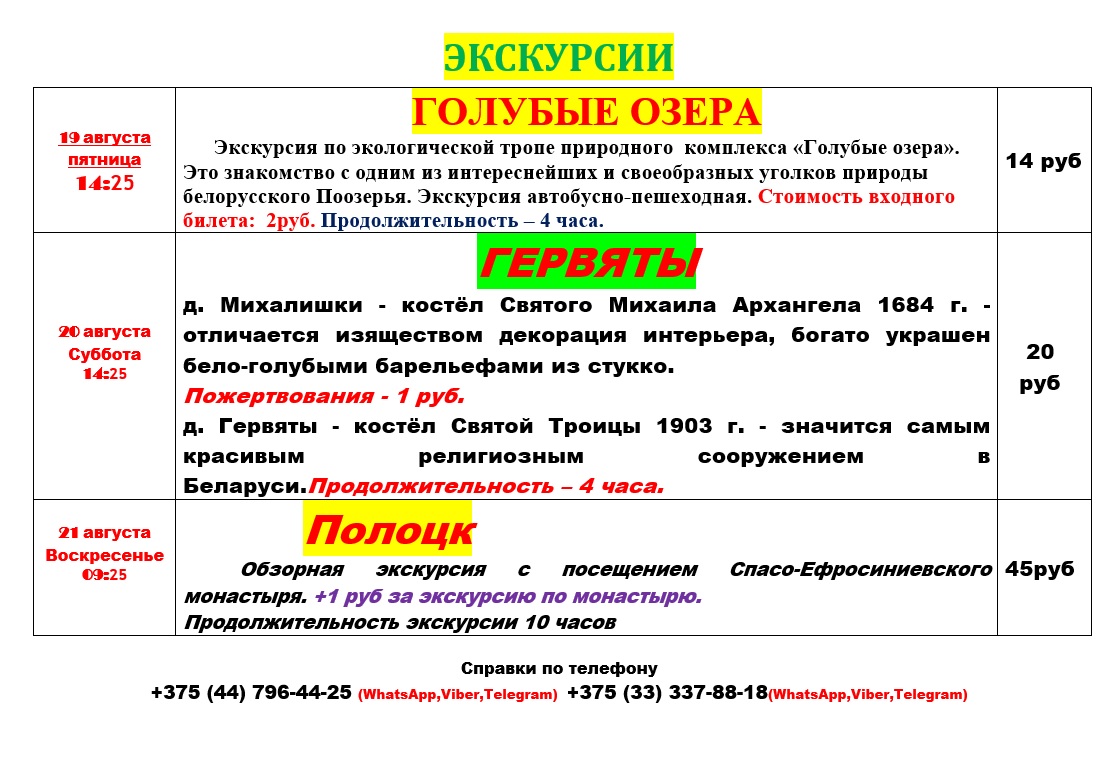 ЭКСКУРСИИ
19 августа
пятница
14:25
ГОЛУБЫЕ ОЗЕРА
Экскурсия по экологической тропе природного комплекса «Голубые озера».
Это знакомство с одним из интереснейших и своеобразных уголков природы
белорусского Поозерья. Экскурсия автобусно-пешеходная. Стоимость входного
билета: 2руб. Продолжительность – 4 часа.
14 руб
20 августа
Суббота
14:25
ГЕРВЯТЫ
д. Михалишки - костёл Святого Михаила Архангела 1684 г. -
отличается изяществом декорация интерьера, богато украшен
бело-голубыми барельефами из стукко.
Пожертвования - 1 руб.
д. Гервяты - костёл Святой Троицы 1903 г. - значится самым
красивым религиозным сооружением в
Беларуси.Продолжительность – 4 часа.
20
руб
21 августа
Воскресенье
09:25
Полоцк
Обзорная экскурсия с посещением Спасо-Ефросиниевского
монастыря. +1 руб за экскурсию по монастырю.
Продолжительность экскурсии 10 часов
45руб
Справки по телефону
+375 (44) 796-44-25 (WhatsApp,Viber,Telegram) +375 (33) 337-88-18(WhatsApp,Viber,Telegram)